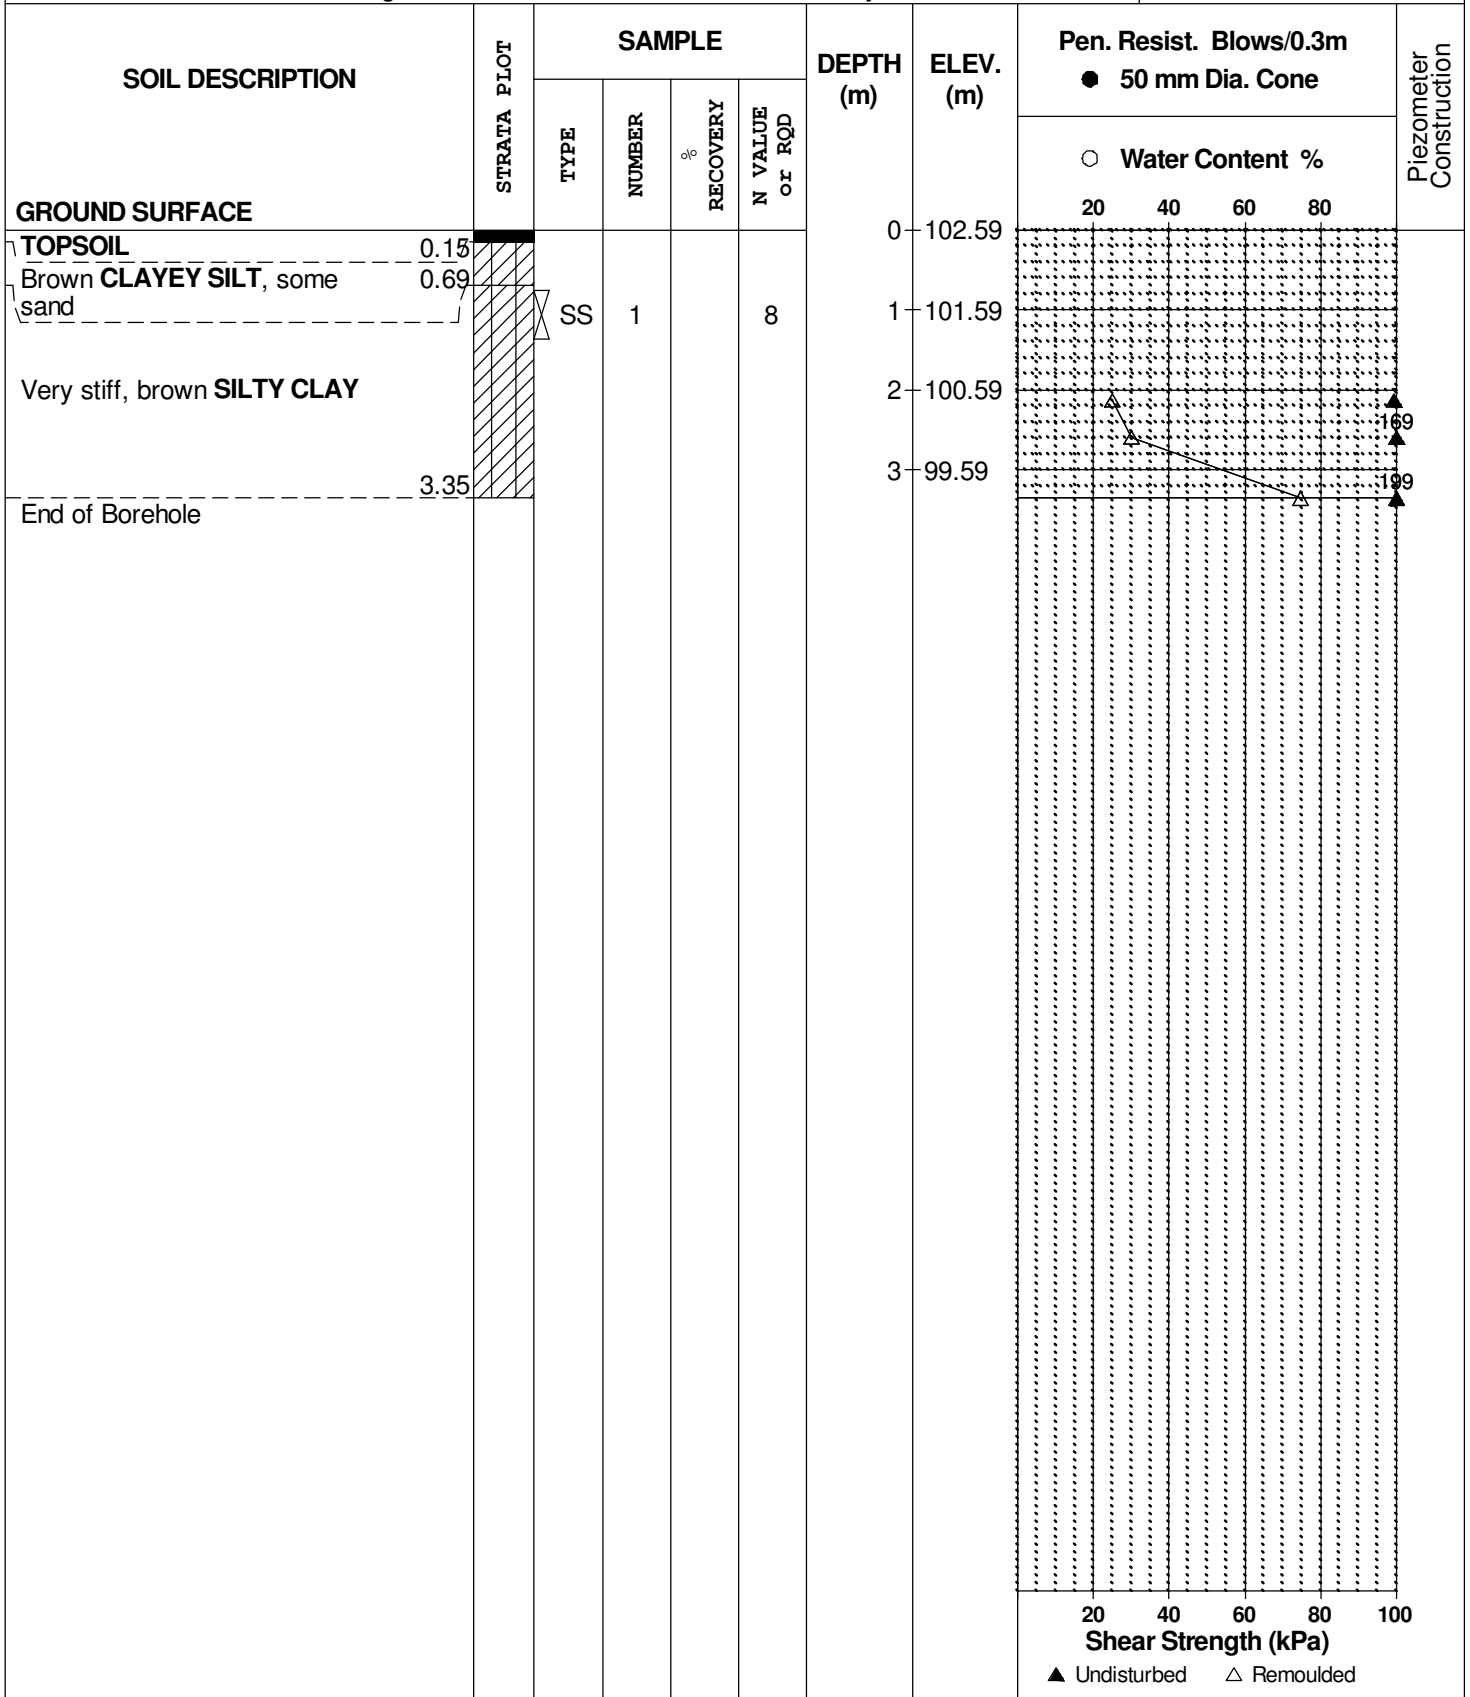 SOIL DESCRIPTION
STRATA PLOT
SAMPLE
TYPE
NUMBER
% RECOVERY
N VALUE or RQD
DEPTH (m)
ELEV. (m)
Pen. Resist. Blows/0.3m
● 50 mm Dia. Cone
○ Water Content %
20 40 60 80
Piezometer Construction
GROUND SURFACE
0 102.59
TOPSOIL 0.15
Brown CLAYEY SILT, some 0.69
sand
SS 1 8
1 101.59
Very stiff, brown SILTY CLAY
2 100.59
169
3 99.59
199
3.35
End of Borehole
20 40 60 80 100
Shear Strength (kPa)
▲ Undisturbed △ Remoulded